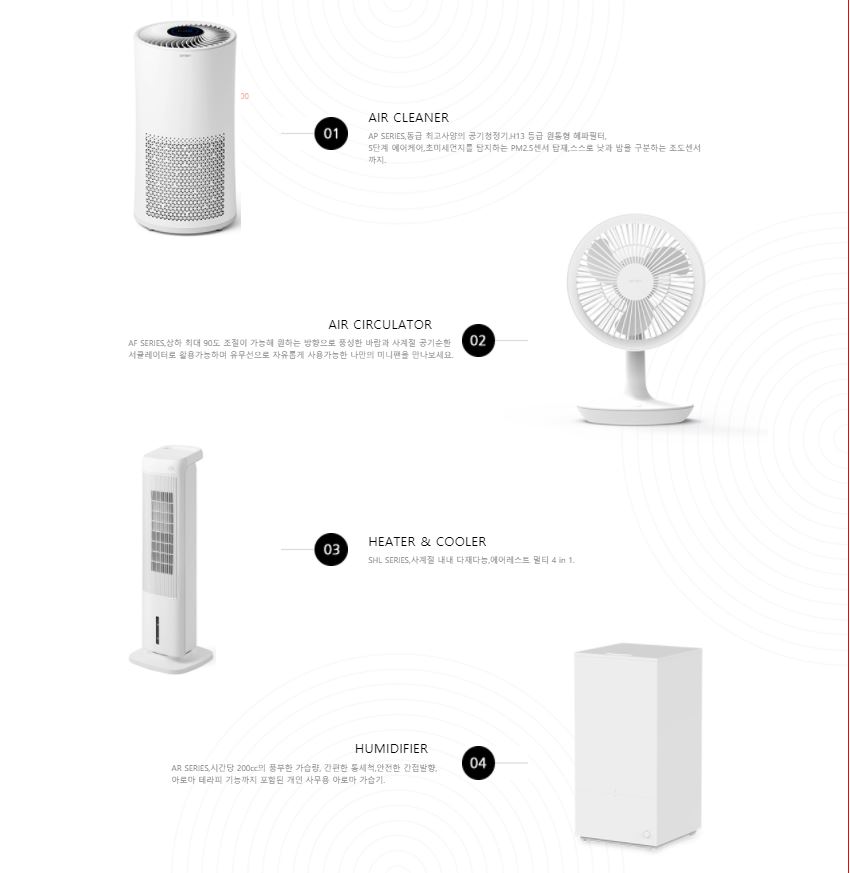 00
01
AIR CLEANER
AP SERIES,동급 최고사양의 공기청정기.H13 등급 원통형 헤파필터,
5단계 에어케어,초미세먼지를 탐지하는 PM2.5센서 탑재,스스로 낮과 밤을 구분하는 조도센서
까지.
AIR CIRCULATOR
02
AF SERIES,상하 최대 90도 조절이 가능해 원하는 방향으로 풍성한 바람과 사계절 공기순환
서큘레이터로 활용가능하며 유무선으로 자유롭게 사용가능한 나만의 미니팬을 만나보세요.
03
HEATER & COOLER
SHL SERIES,사계절 내내 다재다능,에어레스트 멀티 4 in 1.
HUMIDIFIER
04
AR SERIES,시간당 200cc의 풍부한 가습량, 간편한 통세척,안전한 간접발향,
아로마 테라피 기능까지 포함된 개인 사무용 아로마 가습기.